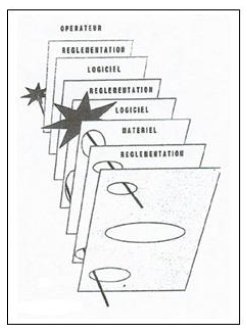 OPERATEUR
REGLEMENTATION
LOGICIEL
REGLEMENTATION
LOGICIEL
MATERIEL
REGLEMENTATION